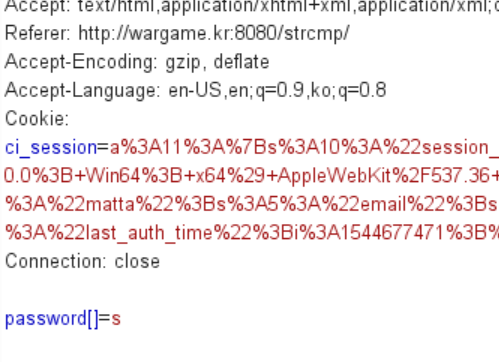 Accept: text/html,application/xhtml+xml,application/xml;
Referer: http://wargame.kr:8080/strcmp/
Accept-Encoding: gzip, deflate
Accept-Language: en-US,en;q=0.9,ko;q=0.8
Cookie:
ci_session=a%3A11%3A%7Bs%3A10%3A%22session_
0.0%3B+Win64%3B+x64%29+AppleWebKit%2F537.36+
%3A%22matta%22%3Bs%3A5%3A%22email%22%3Bs
%3A%22last_auth_time%22%3Bi%3A1544677471%3B%
Connection: close
password[]=s